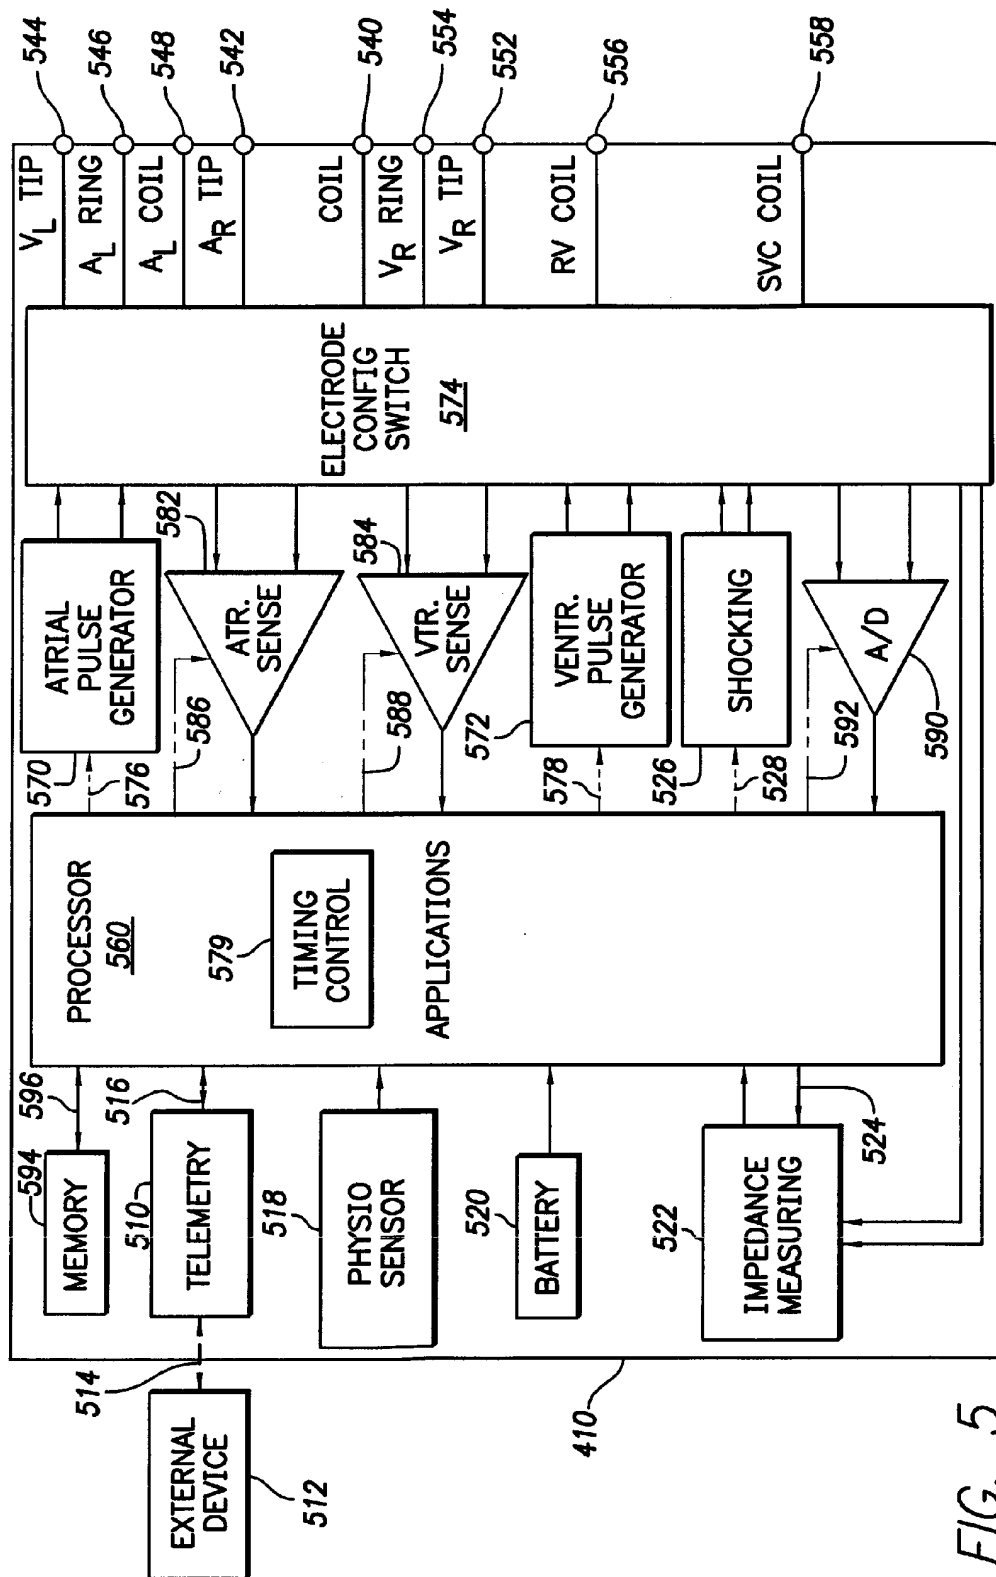 V_L TIP
544
A_L RING
546
A_L COIL
548
A_R TIP
542
COIL
540
V_R RING
554
V_R TIP
552
RV COIL
556
SVC COIL
558
ELECTRODE
CONFIG
SWITCH
574
ATRIAL
PULSE
GENERATOR
570
576
582
ATR.
SENSE
586
584
VTR.
SENSE
588
VENTR.
PULSE
GENERATOR
572
578
SHOCKING
526
528
A/D
592
590
PROCESSOR
560
TIMING
CONTROL
579
APPLICATIONS
596
594
MEMORY
516
510
TELEMETRY
518
PHYSIO
SENSOR
520
BATTERY
522
IMPEDANCE
MEASURING
524
514
EXTERNAL
DEVICE
512
410
FIG. 5